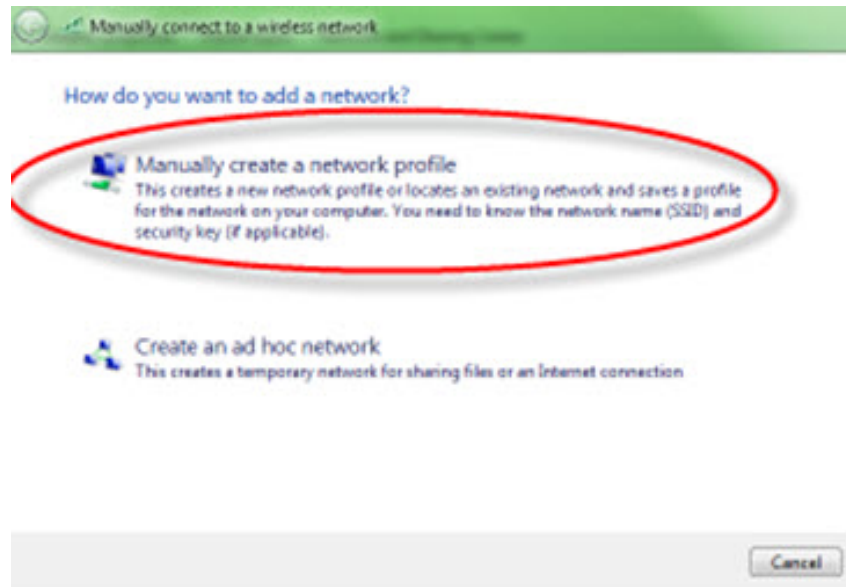 Manually connect to a wireless network
How do you want to add a network?
Manually create a network profile
This creates a new network profile or locates an existing network and saves a profile
for the network on your computer. You need to know the network name (SSID) and
security key (if applicable).
Create an ad hoc network
This creates a temporary network for sharing files or an Internet connection
Cancel